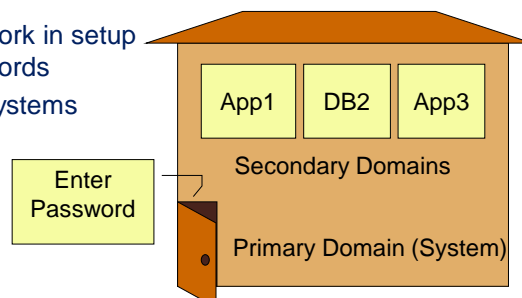 ork in setup
ords
ystems
App1
DB2
App3
Secondary Domains
Enter
Password
Primary Domain (System)